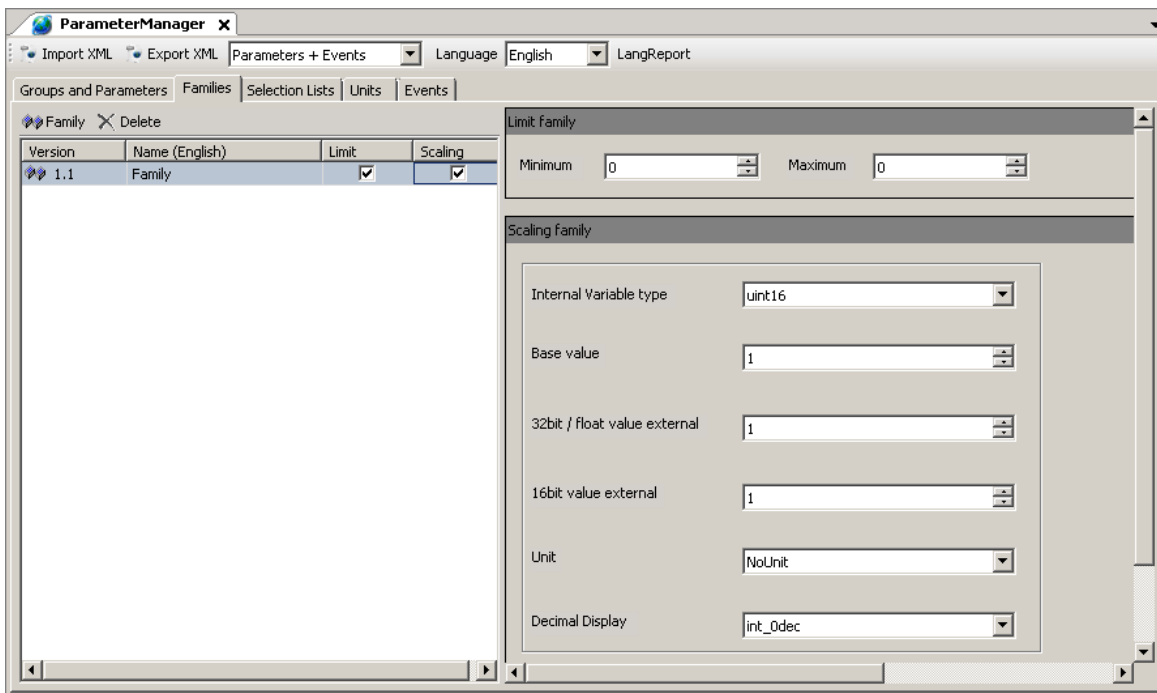 ParameterManager x
Import XML Export XML Parameters + Events Language English LangReport
Groups and Parameters Families Selection Lists Units Events
Family Delete
Version Name (English) Limit Scaling
1.1 Family
Limit family
Minimum 0 Maximum 0
Scaling family
Internal Variable type uint16
Base value 1
32bit / float value external 1
16bit value external 1
Unit NoUnit
Decimal Display int_0dec